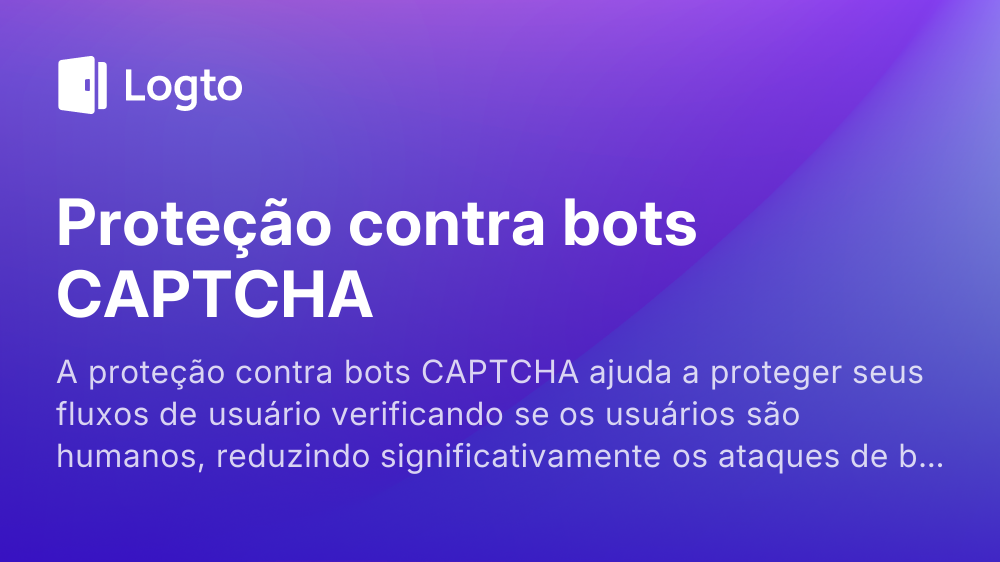 Logto
Proteção contra bots
CAPTCHA
A proteção contra bots CAPTCHA ajuda a proteger seus
fluxos de usuário verificando se os usuários são
humanos, reduzindo significativamente os ataques de b...